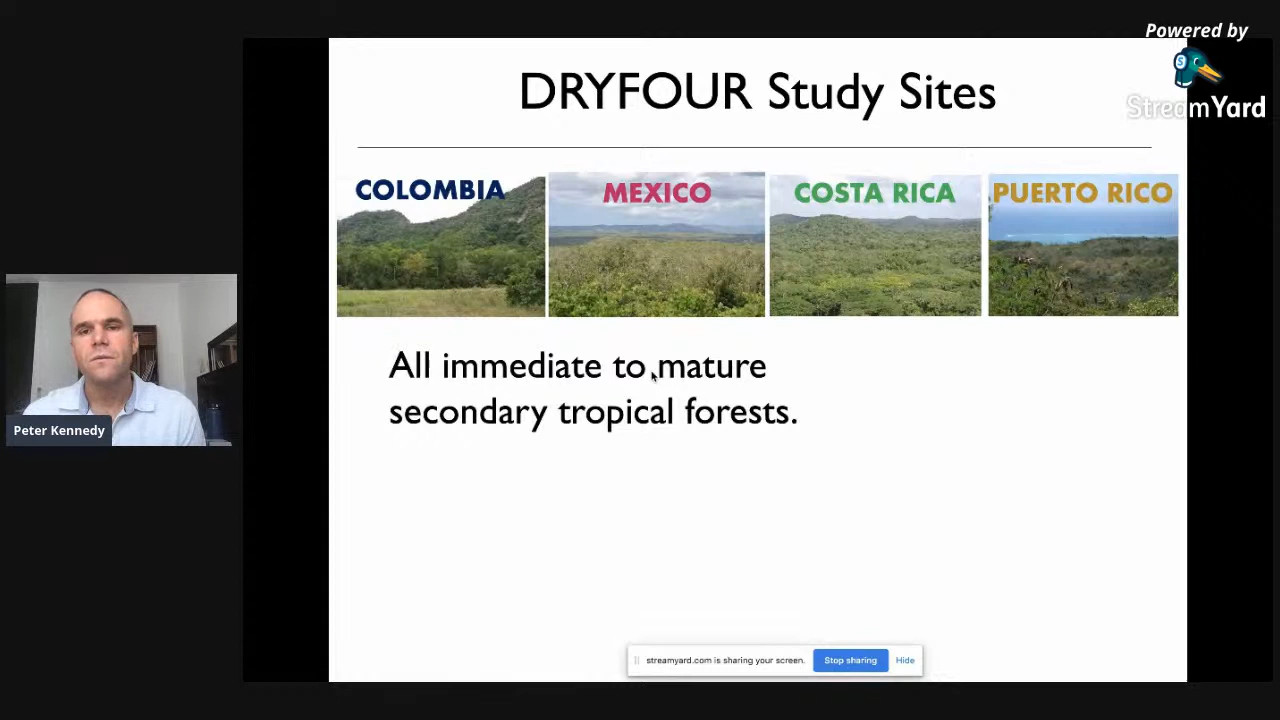 Powered by
StreamYard
DRYFOUR Study Sites
COLOMBIA
MEXICO
COSTA RICA
PUERTO RICO
All immediate to mature
secondary tropical forests.
Peter Kennedy
streamyard.com is sharing your screen.
Stop sharing
Hide